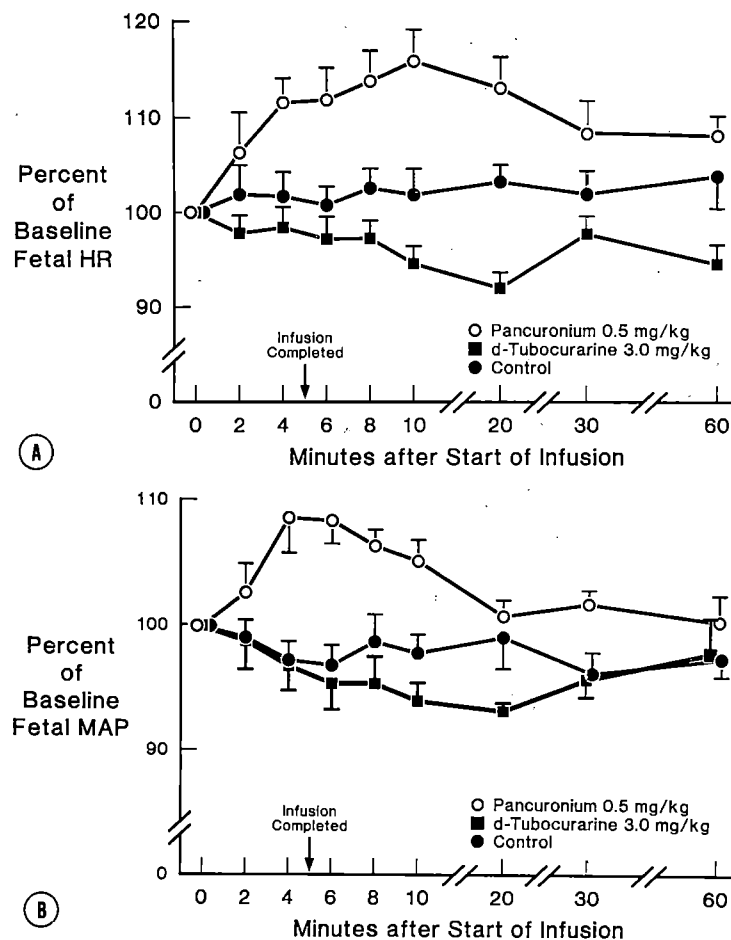 120
110
100
90
0
Percent
of
Baseline
Fetal HR
Infusion
Completed
Pancuronium 0.5 mg/kg
d-Tubocurarine 3.0 mg/kg
Control
0 2 4 6 8 10 20 30 60
Minutes after Start of Infusion
A
110
100
90
0
Percent
of
Baseline
Fetal MAP
Infusion
Completed
Pancuronium 0.5 mg/kg
d-Tubocurarine 3.0 mg/kg
Control
0 2 4 6 8 10 20 30 60
Minutes after Start of Infusion
B